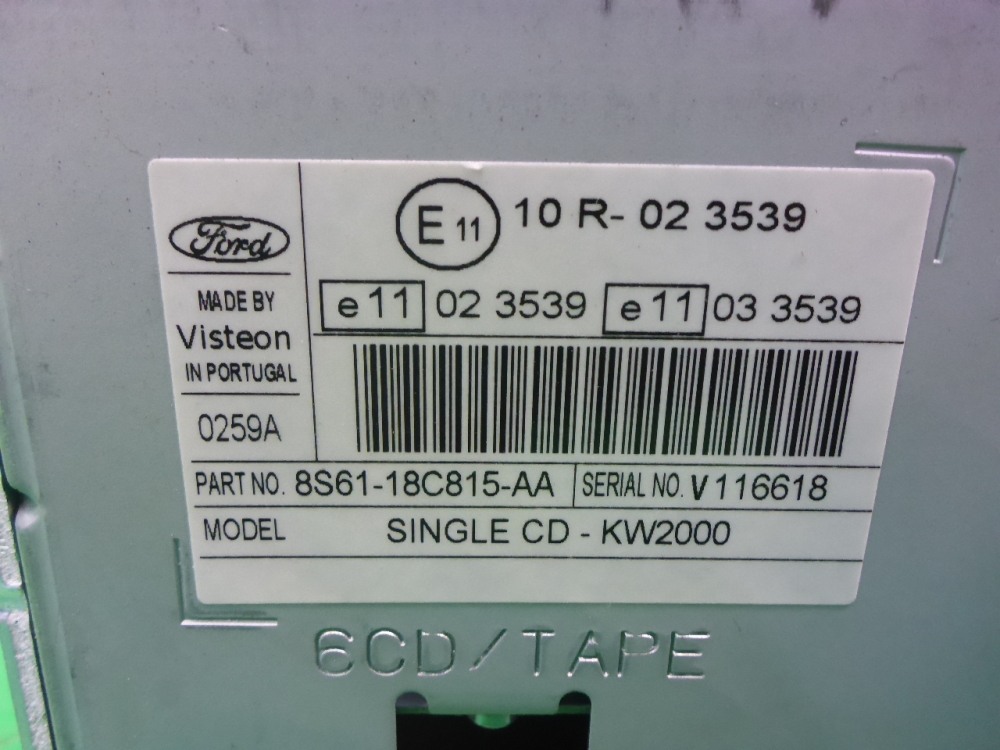 Ford
MADE BY
Visteon
IN PORTUGAL
0259A
E 11 10 R- 02 3539
e 11 02 3539 e 11 03 3539
PART NO. 8S61-18C815-AA SERIAL NO. V 116618
MODEL SINGLE CD - KW2000
6CD/TAPE